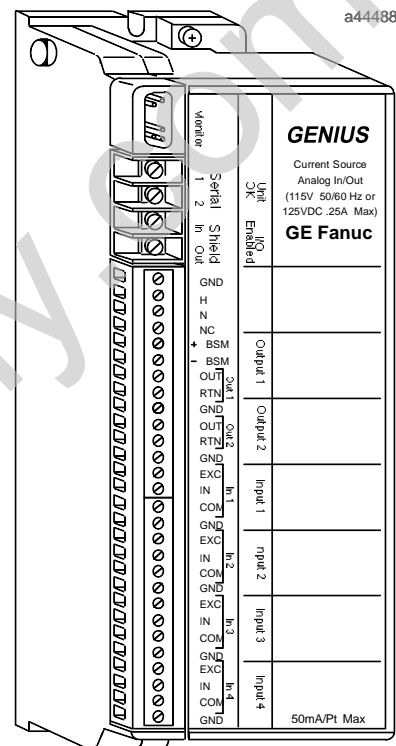 a44488
GENIUS
Current Source
Analog In/Out
(115V 50/60 Hz or
125VDC .25A Max)
GE Fanuc
Monitor
Serial
1 2
Shield
In Out
Unit
OK
I/O
Enabled
GND
H
N
NC
+ BSM
− BSM
OUT
RTN
Out 1
GND
OUT
RTN
Out 2
GND
EXC
IN
COM
In 1
GND
EXC
IN
COM
In 2
GND
EXC
IN
COM
In 3
GND
EXC
IN
COM
In 4
GND
Output 1
Output 2
Input 1
Input 2
Input 3
Input 4
50mA/Pt Max